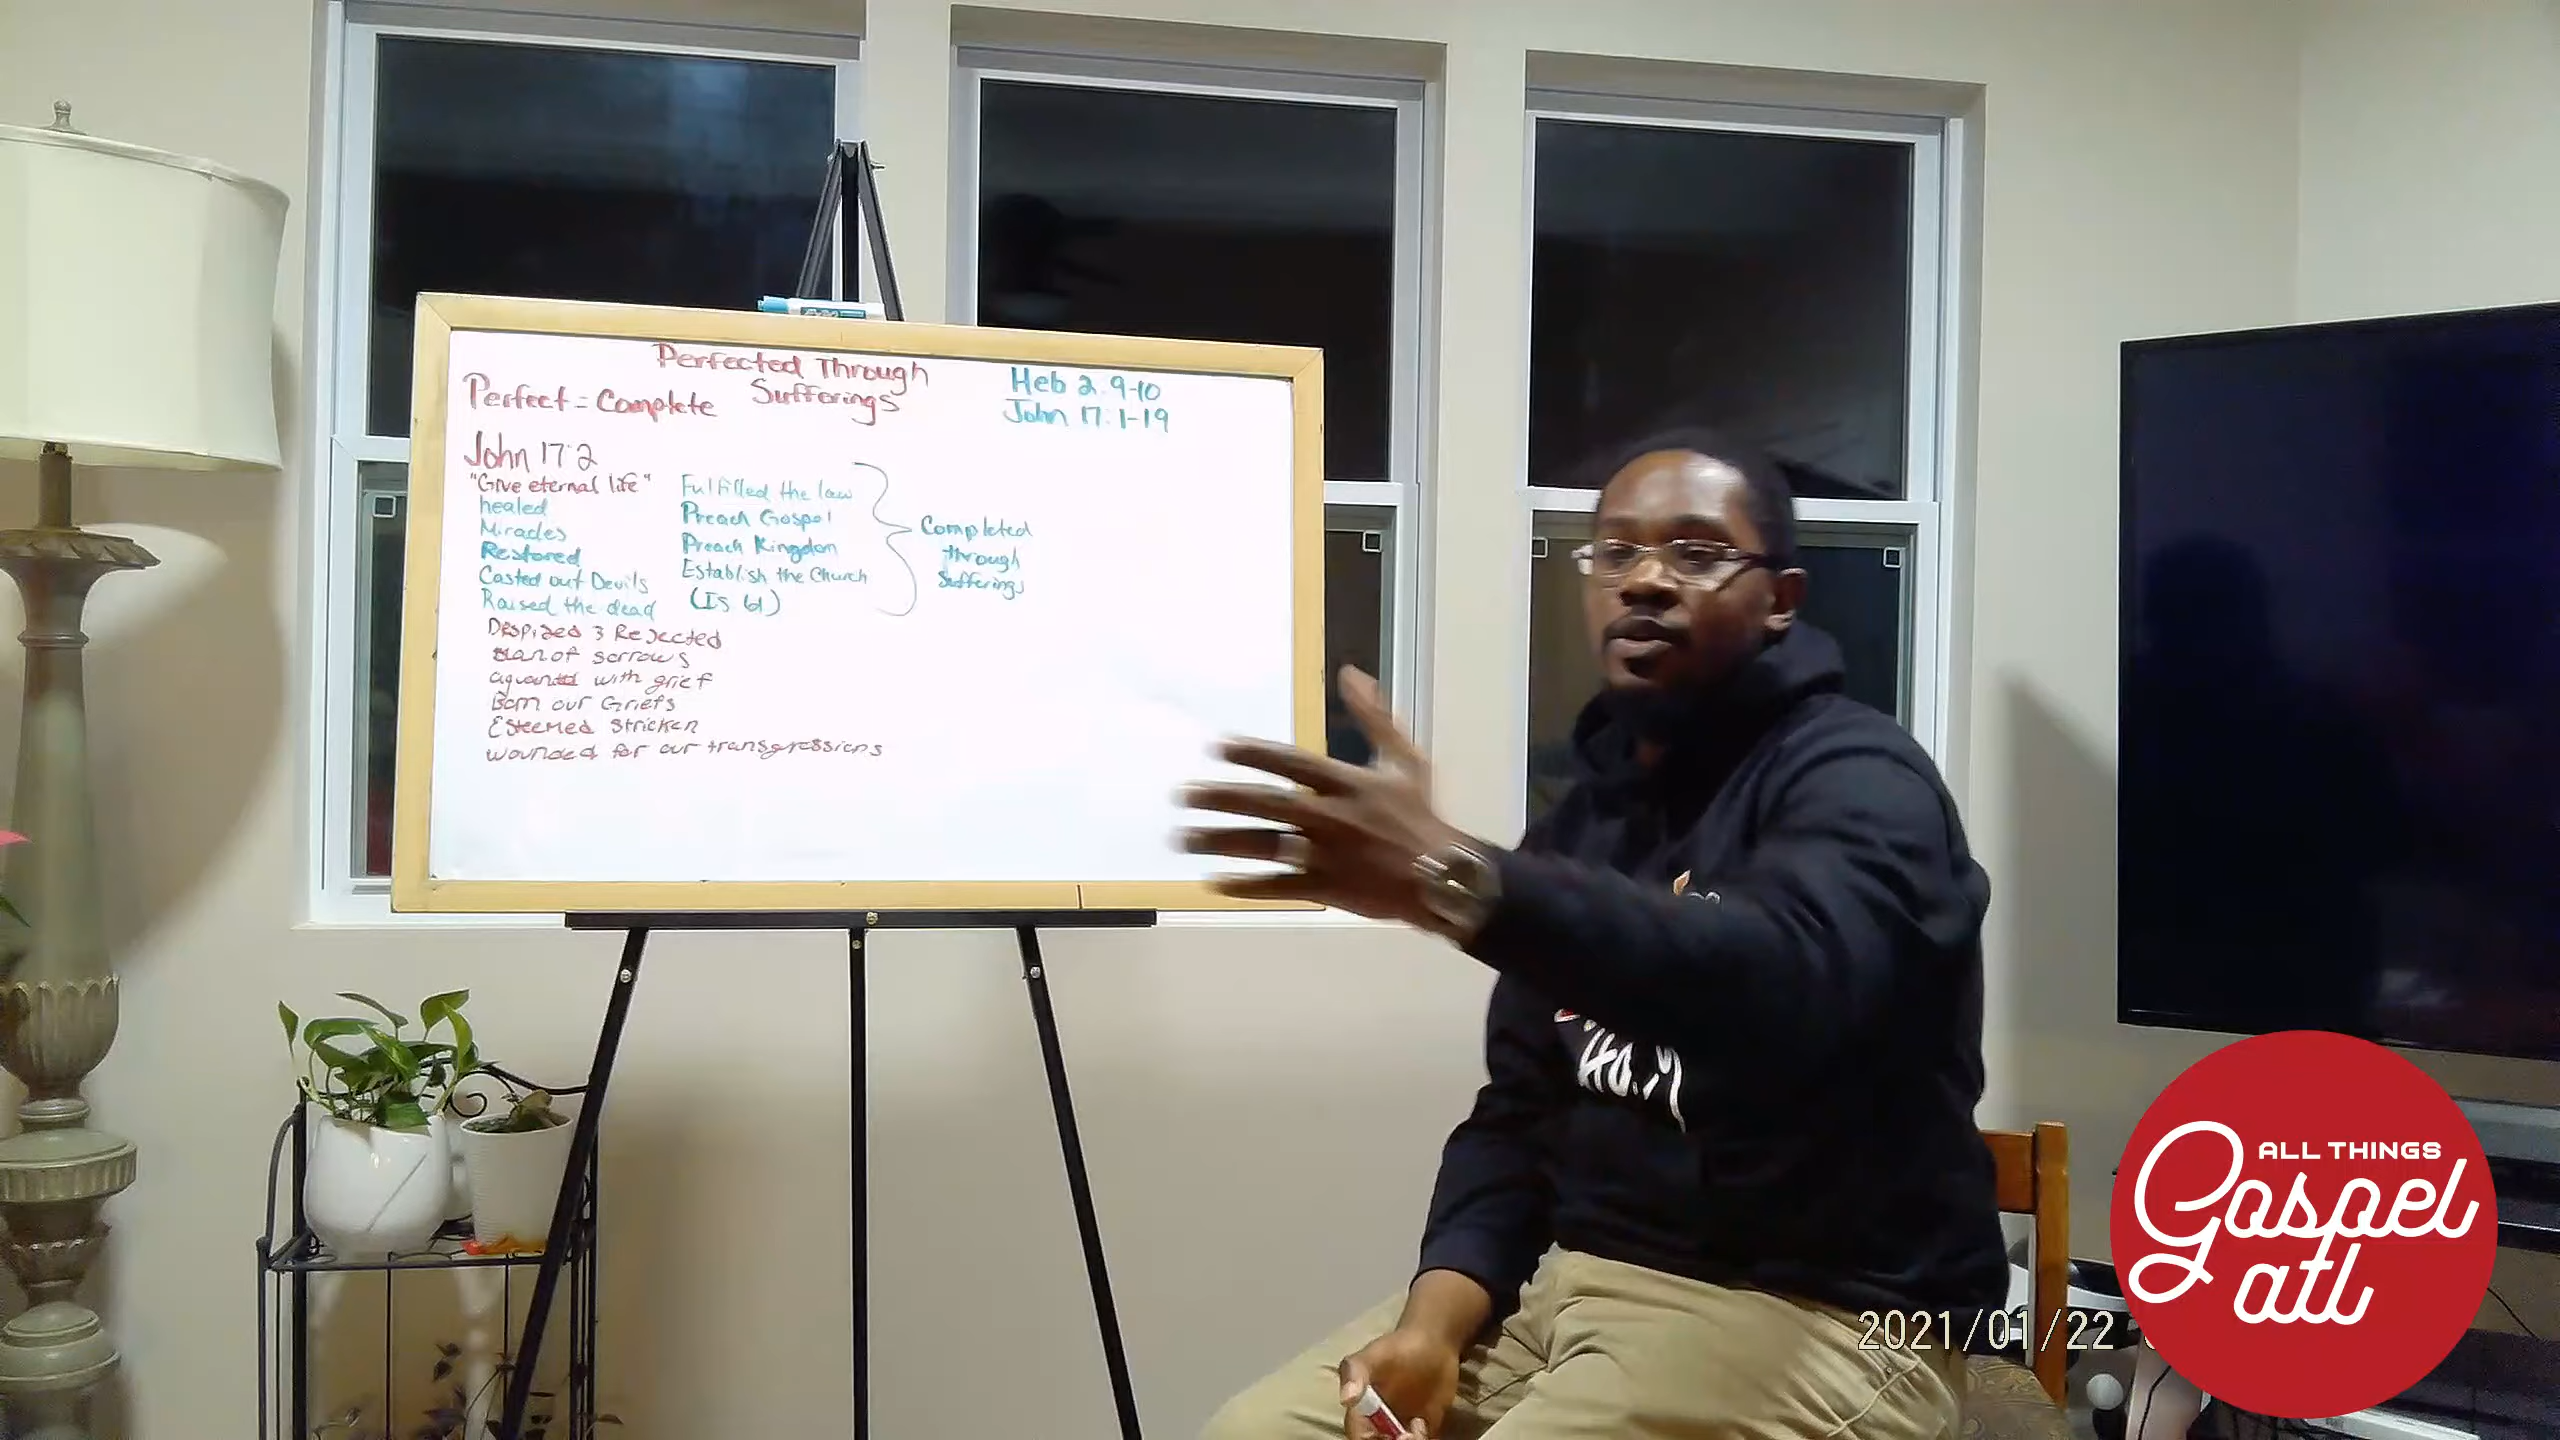 Perfected Through
Sufferings
Perfect = Complete
Heb 2:9-10
John 17:1-19
John 17:2
"Give eternal life"
healed
Miracles
Restored
Casted out Devils
Raised the dead
Fulfilled the law
Preach Gospel
Preach Kingdom
Establish the Church
(Is 61)
Completed
through
Sufferings
Despized & Rejected
Man of sorrows
with grief
Born our Griefs
Esteemed stricken
wounded for our transgressions
ALL THINGS
Gospel
atl
2021/01/22